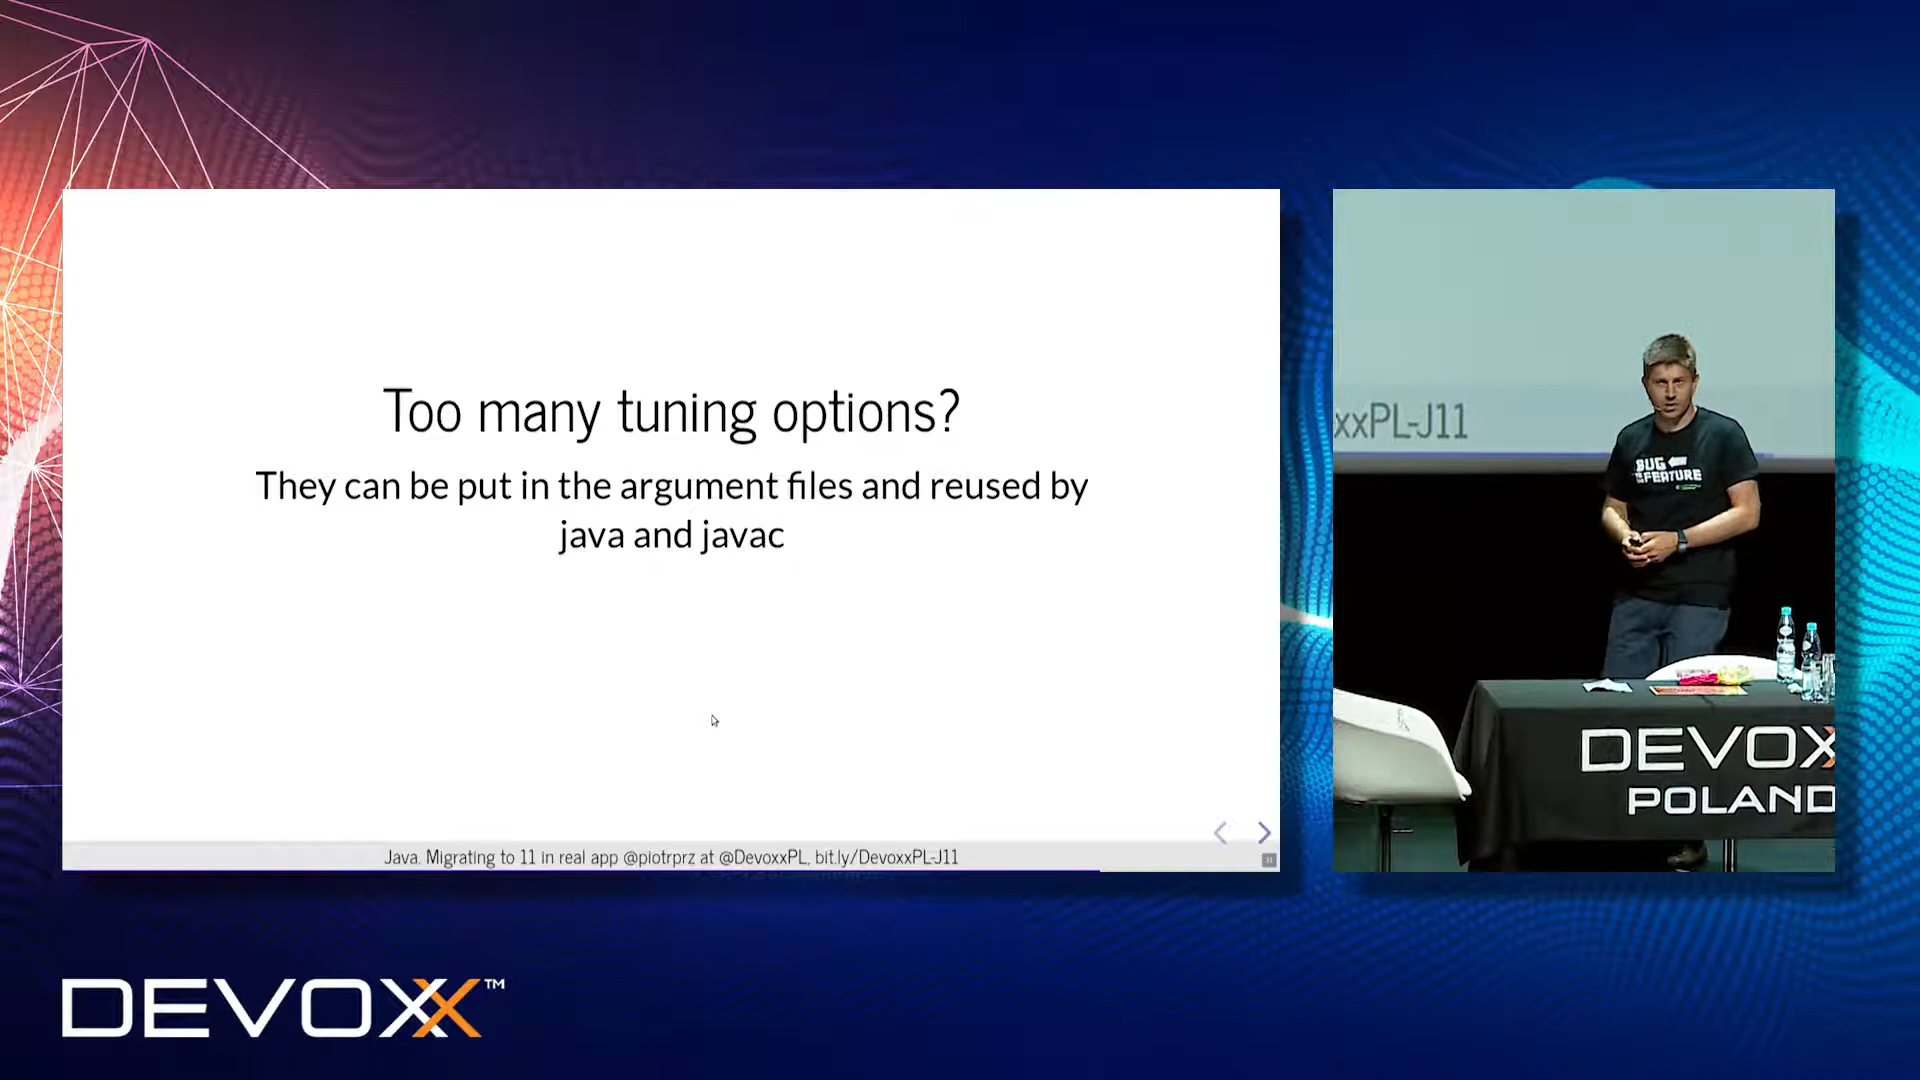 Too many tuning options?
They can be put in the argument files and reused by
java and javac
Java. Migrating to 11 in real app @piotrprz at @DevoxxPL, bit.ly/DevoxxPL-J11
31
xxPL-J11
BUG
FEATURE
DEVOXX
POLAND
DEVOXX™